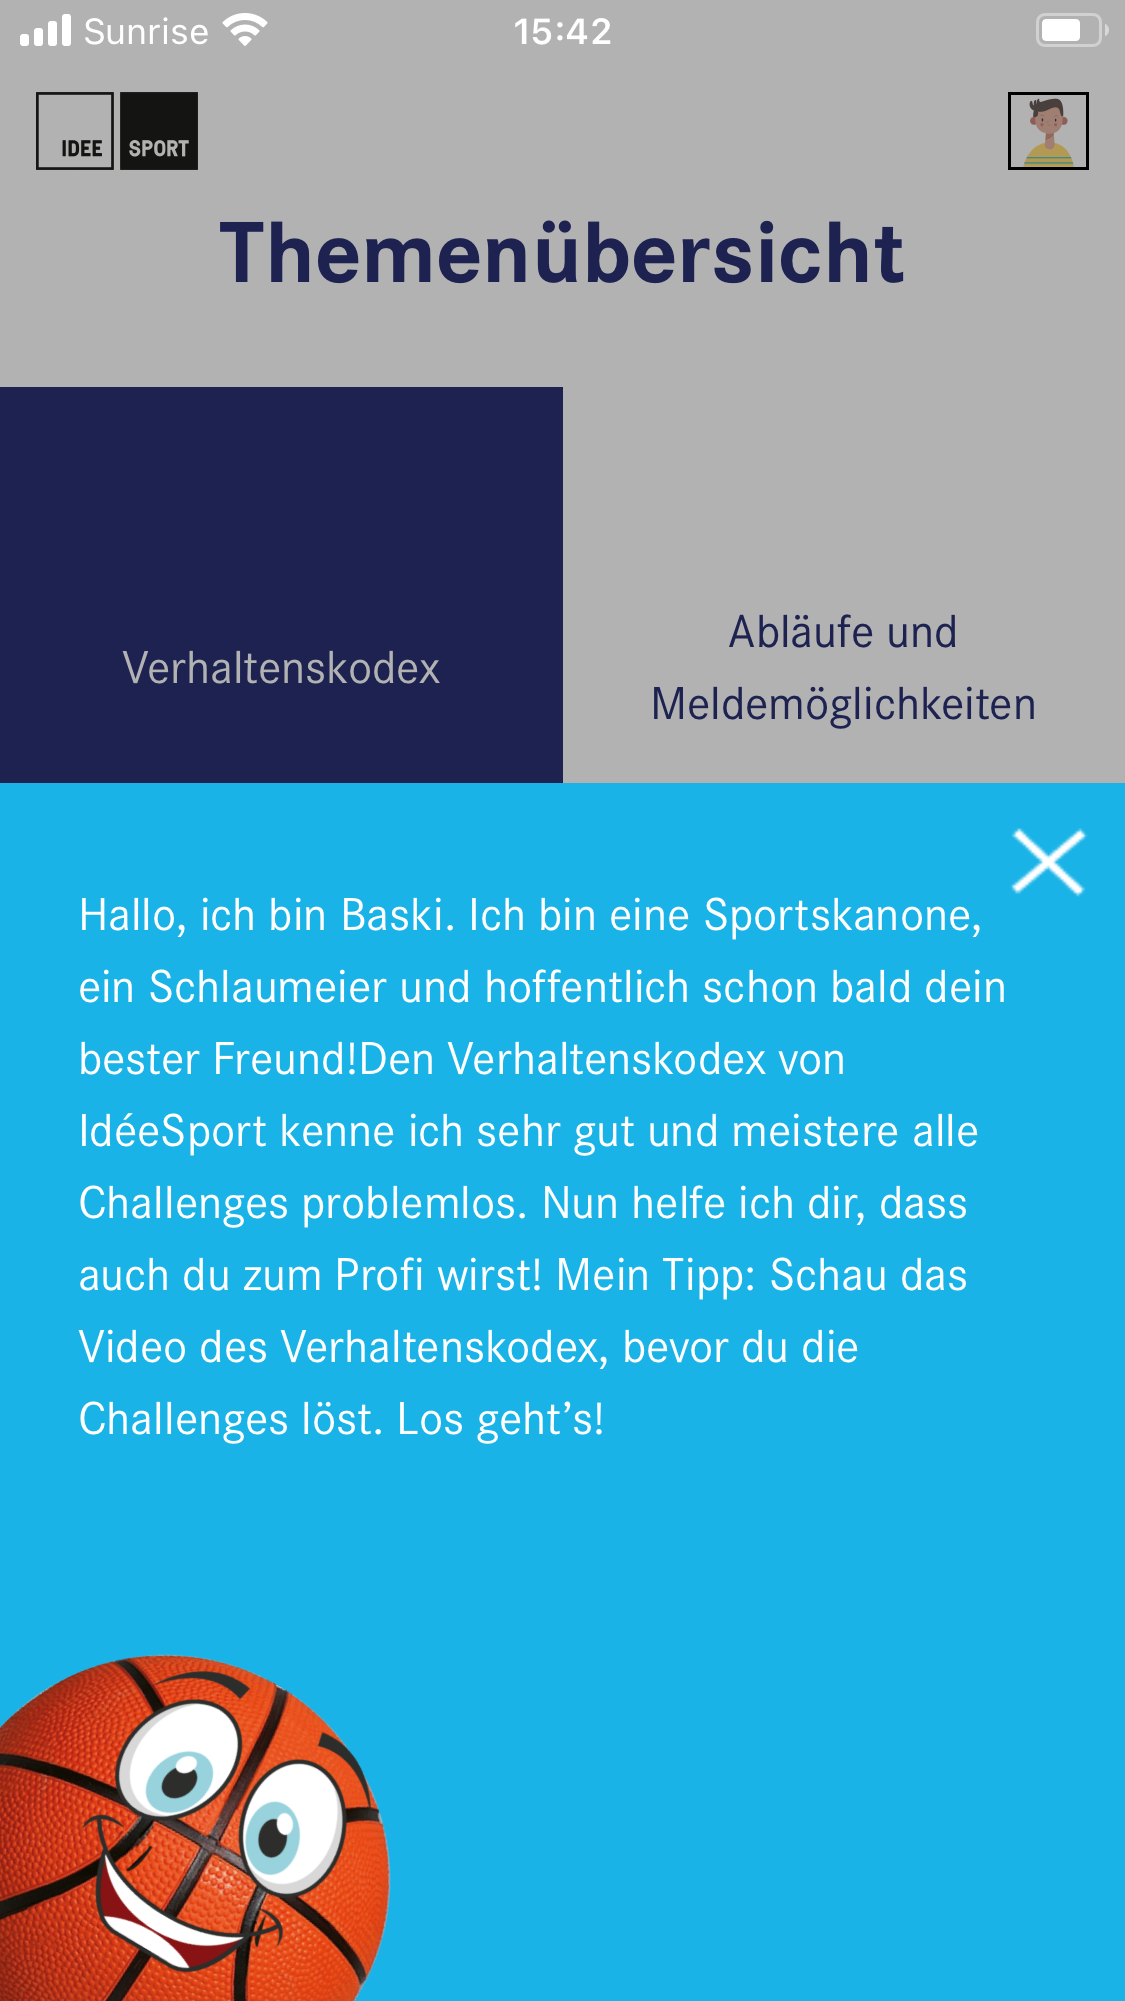 Sunrise 15:42
IDEE SPORT
Themenübersicht
Verhaltenskodex
Abläufe und
Meldemöglichkeiten
Hallo, ich bin Baski. Ich bin eine Sportskanone,
ein Schlaumeier und hoffentlich schon bald dein
bester Freund!Den Verhaltenskodex von
IdéeSport kenne ich sehr gut und meistere alle
Challenges problemlos. Nun helfe ich dir, dass
auch du zum Profi wirst! Mein Tipp: Schau das
Video des Verhaltenskodex, bevor du die
Challenges löst. Los geht’s!